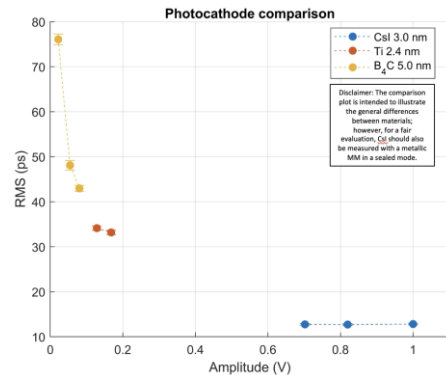 Photocathode comparison
CsI 3.0 nm
Ti 2.4 nm
B4C 5.0 nm
Disclaimer: The comparison
plot is intended to illustrate
the general differences
between materials;
however, for a fair
evaluation, CsI should also
be measured with a metallic
MM in a sealed mode.
RMS (ps)
80
70
60
50
40
30
20
10
0
0.2
0.4
0.6
0.8
1
Amplitude (V)